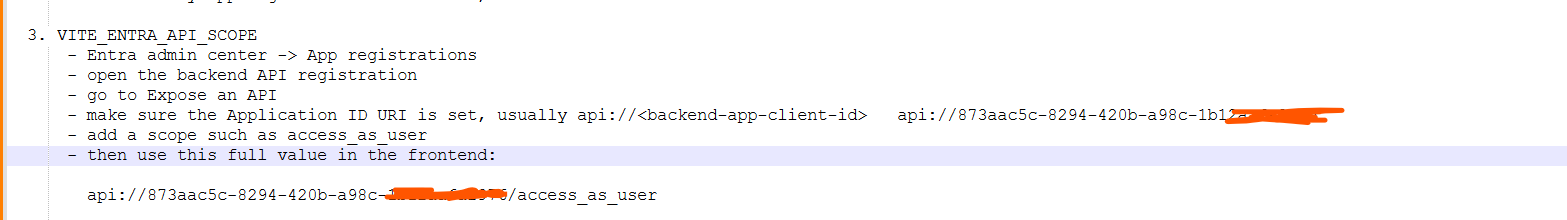 3. VITE_ENTRA_API_SCOPE
- Entra admin center -> App registrations
- open the backend API registration
- go to Expose an API
- make sure the Application ID URI is set, usually api://<backend-app-client-id>   api://873aac5c-8294-420b-a98c-1b12
- add a scope such as access_as_user
- then use this full value in the frontend:
api://873aac5c-8294-420b-a98c-/access_as_user